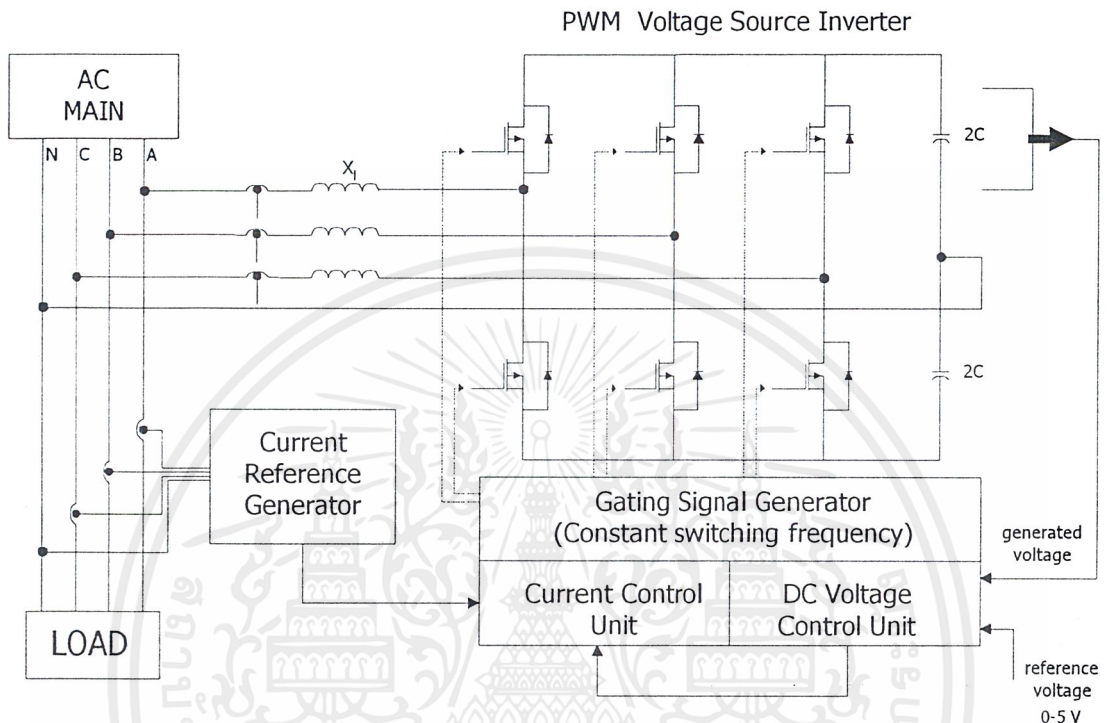 PWM Voltage Source Inverter
AC
MAIN
N
C
B
A
X_l
2C
2C
Current
Reference
Generator
Gating Signal Generator
(Constant switching frequency)
generated
voltage
Current Control
Unit
DC Voltage
Control Unit
LOAD
reference
voltage
0-5 V